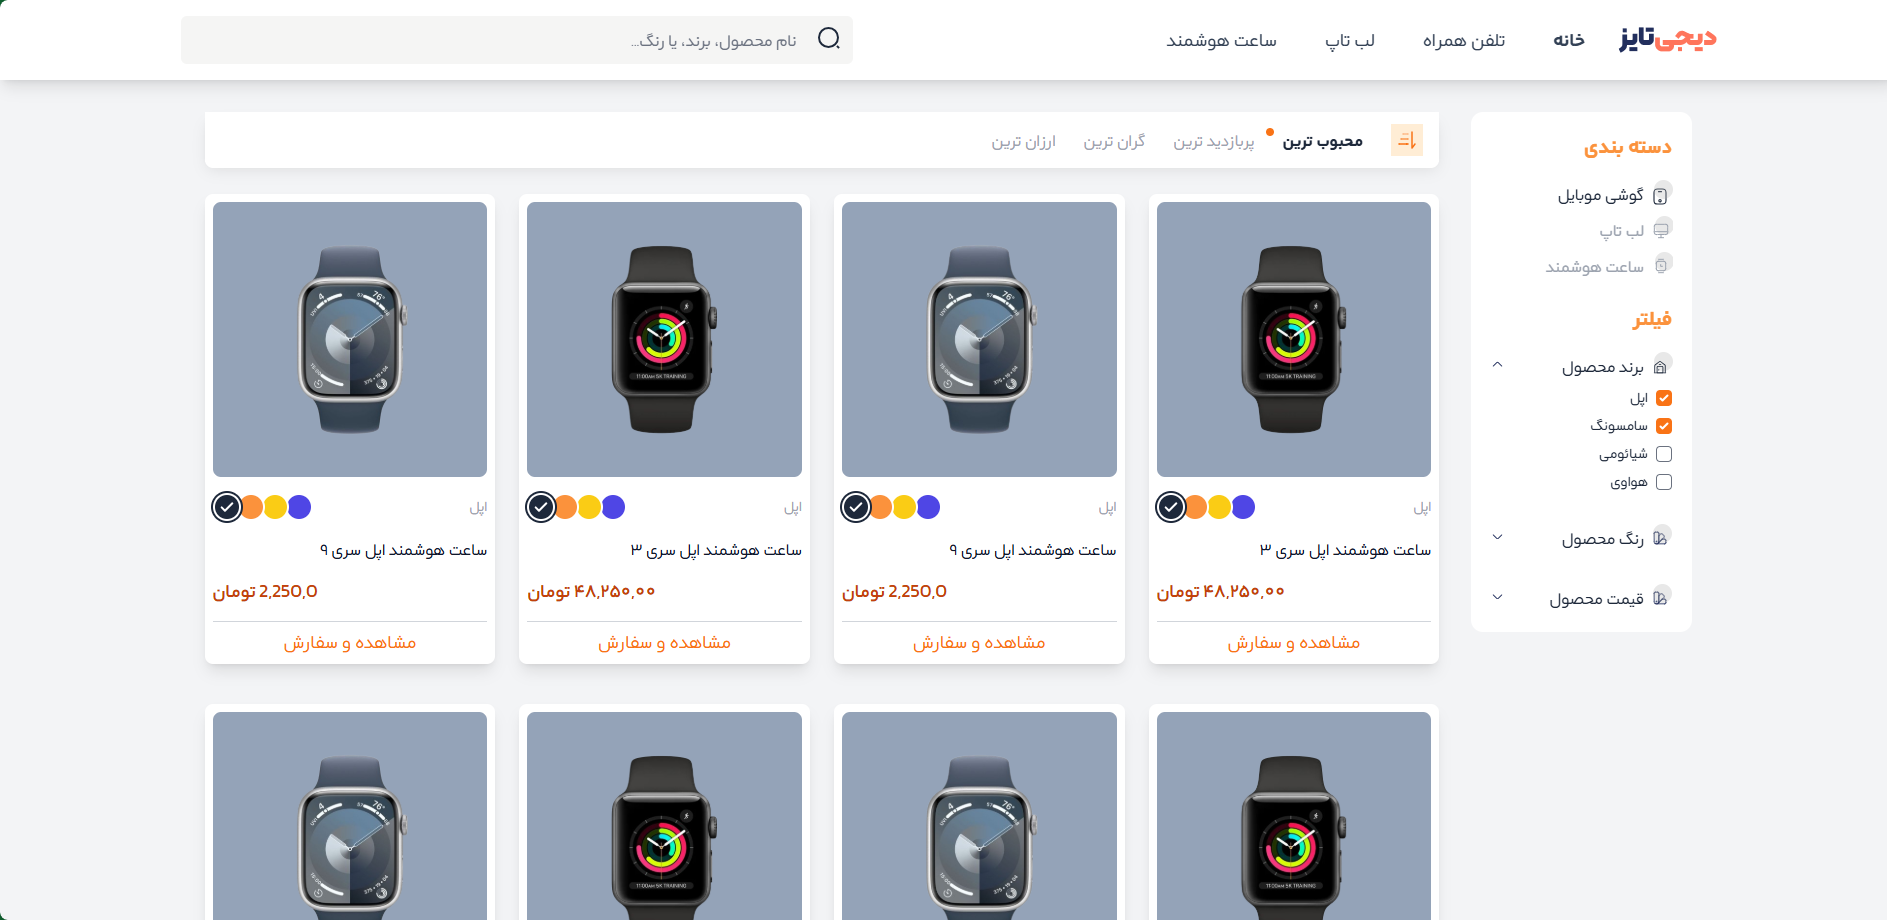 دیجی‌تایز
خانه
تلفن همراه
لب تاپ
ساعت هوشمند
نام محصول، برند، یا رنگ...
دسته بندی
گوشی موبایل
لب تاپ
ساعت هوشمند
فیلتر
برند محصول
اپل
سامسونگ
شیائومی
هواوی
رنگ محصول
قیمت محصول
محبوب ترین
پربازدید ترین
گران ترین
ارزان ترین
اپل
ساعت هوشمند اپل سری ۳
۴۸,۲۵۰,۰۰ تومان
مشاهده و سفارش
اپل
ساعت هوشمند اپل سری ۹
2,250,0 تومان
مشاهده و سفارش
اپل
ساعت هوشمند اپل سری ۳
۴۸,۲۵۰,۰۰ تومان
مشاهده و سفارش
اپل
ساعت هوشمند اپل سری ۹
2,250,0 تومان
مشاهده و سفارش